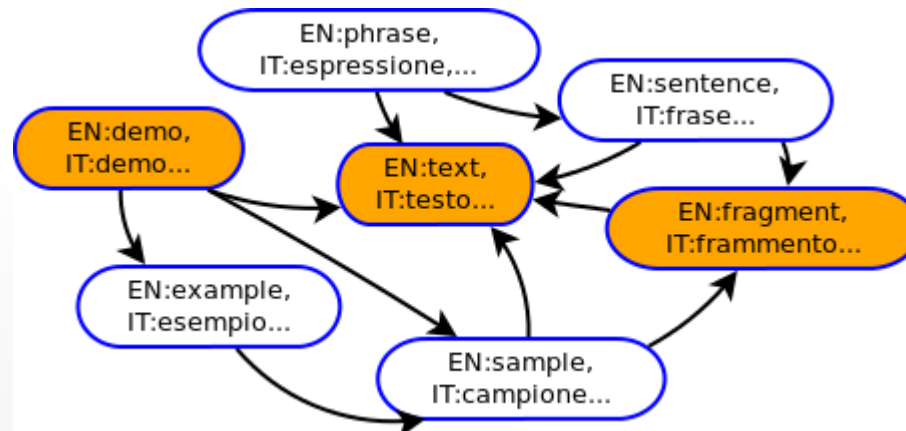 EN:phrase,
IT:espressione,...
EN:sentence,
IT:frase...
EN:demo,
IT:demo...
EN:text,
IT:testo...
EN:fragment,
IT:frammento...
EN:example,
IT:esempio...
EN:sample,
IT:campione...